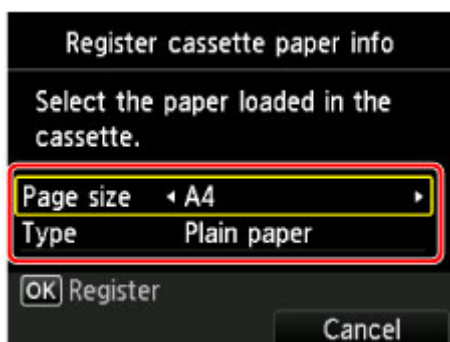 Register cassette paper info
Select the paper loaded in the
cassette.
Page size A4
Type Plain paper
OK Register
Cancel